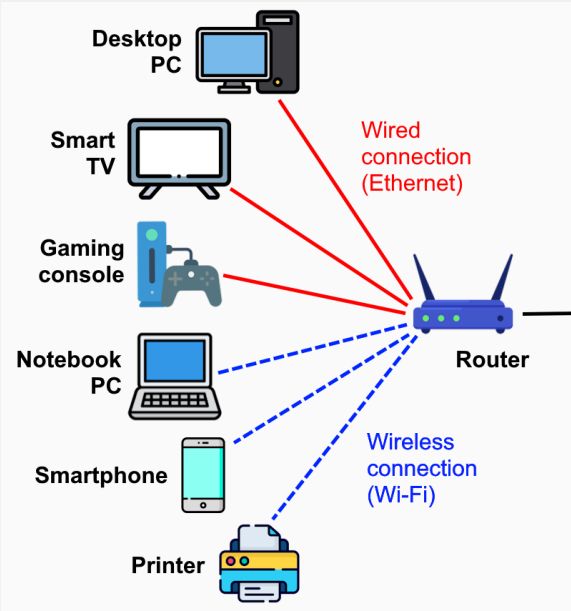 Desktop
PC
Smart
TV
Wired
connection
(Ethernet)
Gaming
console
Notebook
PC
Router
Smartphone
Wireless
connection
(Wi-Fi)
Printer